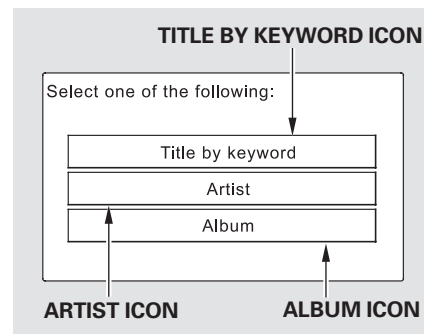 TITLE BY KEYWORD ICON
Select one of the following:
Title by keyword
Artist
Album
ARTIST ICON
ALBUM ICON